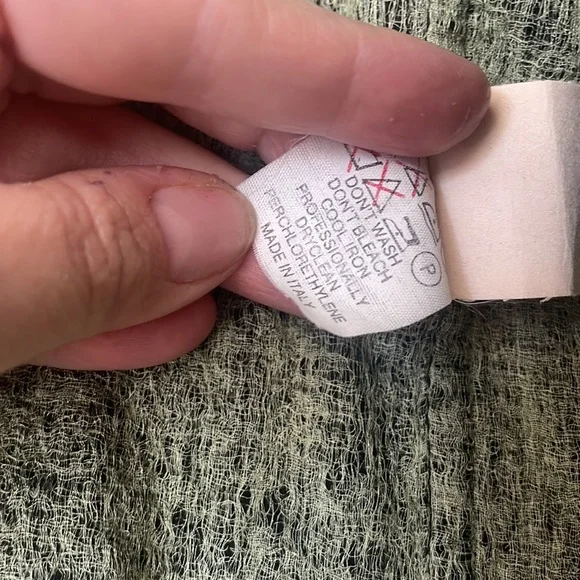 DON'T WASH
DON'T BLEACH
COOL IRON
PROFESSIONALLY
DRYCLEAN
PERCHLORETHYLENE
MADE IN ITALY
P